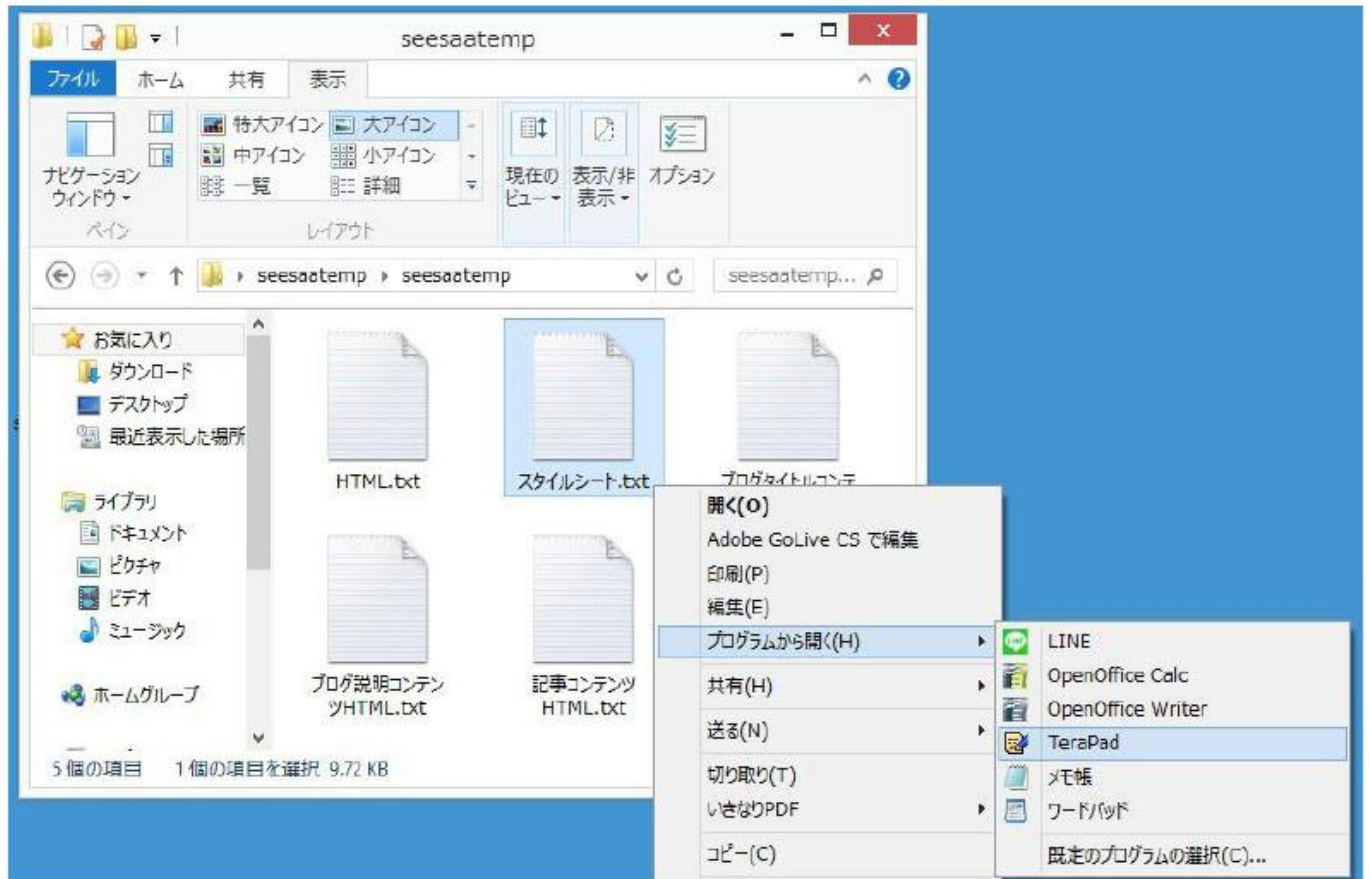 seesaatemp
ファイル ホーム 共有 表示
特大アイコン 大アイコン
中アイコン 小アイコン
一覧 詳細
ナビゲーション
ウィンドウ
現在の
ビュー
表示/非
表示
オプション
ペイン
レイアウト
seesaatemp seesaatemp
seesaatemp...
お気に入り
ダウンロード
デスクトップ
最近表示した場所
ライブラリ
ドキュメント
ピクチャ
ビデオ
ミュージック
ホームグループ
HTML.txt
スタイルシート.txt
ブログタイトルコンテ
ブログ説明コンテン
ツHTML.txt
記事コンテンツ
HTML.txt
5 個の項目 1 個の項目を選択 9.72 KB
開く(O)
Adobe GoLive CS で編集
印刷(P)
編集(E)
プログラムから開く(H)
共有(H)
送る(N)
切り取り(T)
いきなりPDF
コピー(C)
LINE
OpenOffice Calc
OpenOffice Writer
TeraPad
メモ帳
ワードパッド
既定のプログラムの選択(C)...